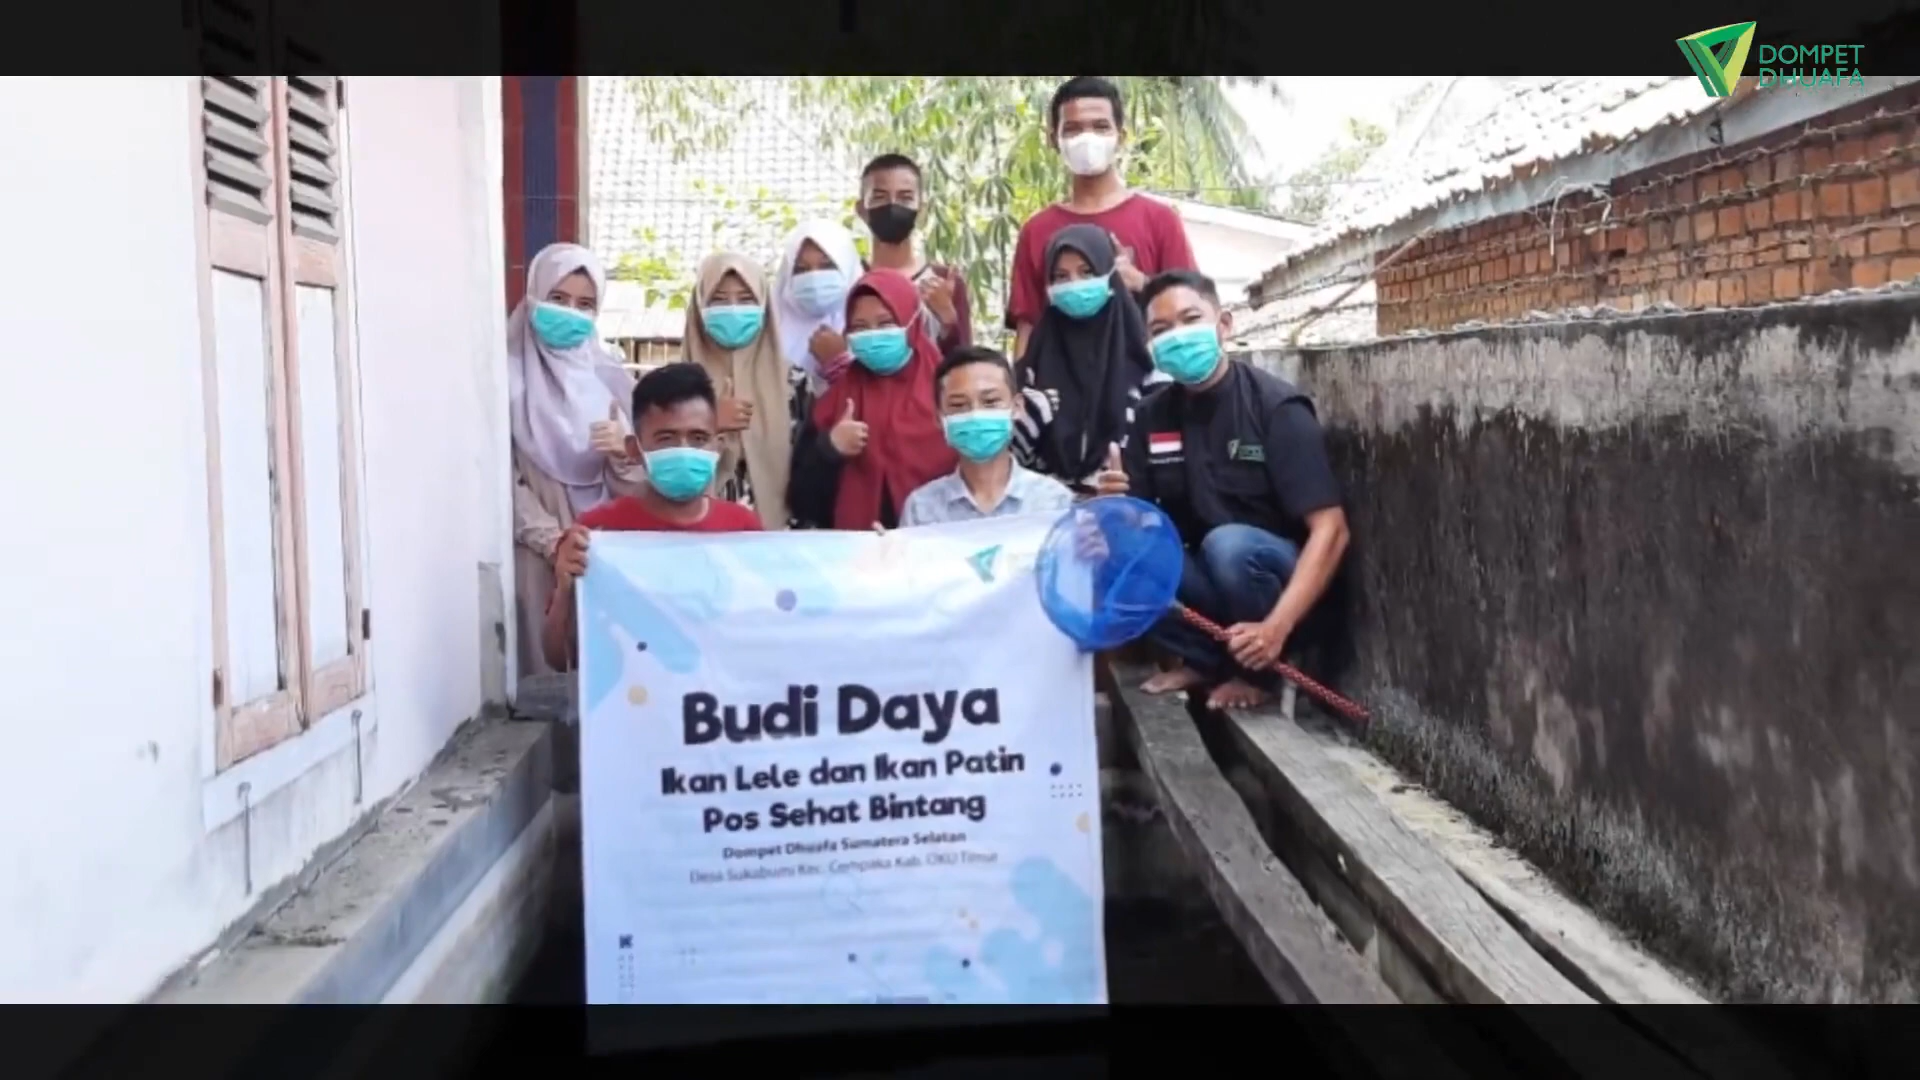 DOMPET
DHUAFA
Budi Daya
Ikan Lele dan Ikan Patin
Pos Sehat Bintang
Dompet Dhuafa Sumatera Selatan
Desa Sukabumi Kec. Cempaka Kab. OKU Timur